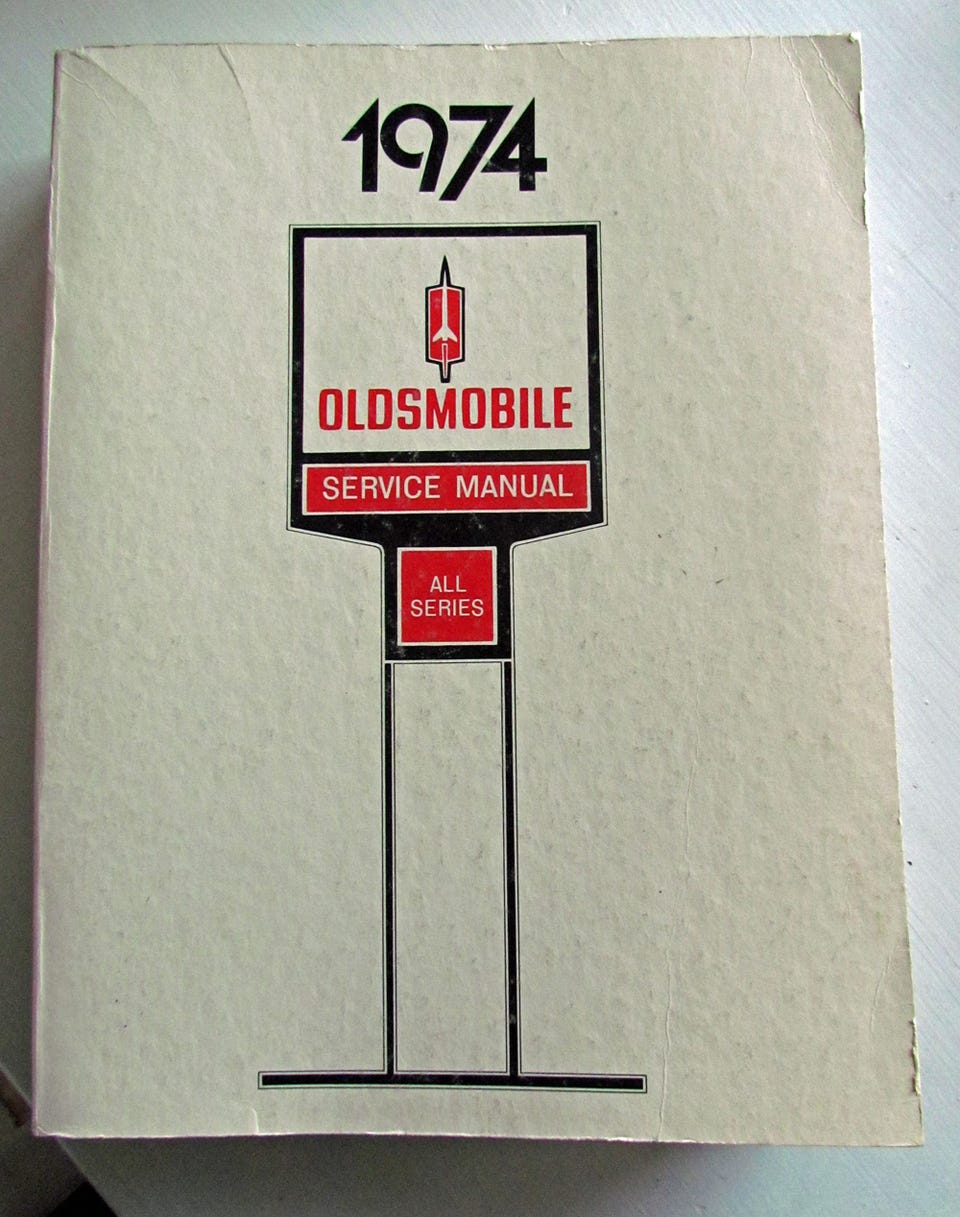 1974
OLDSMOBILE
SERVICE MANUAL
ALL
SERIES